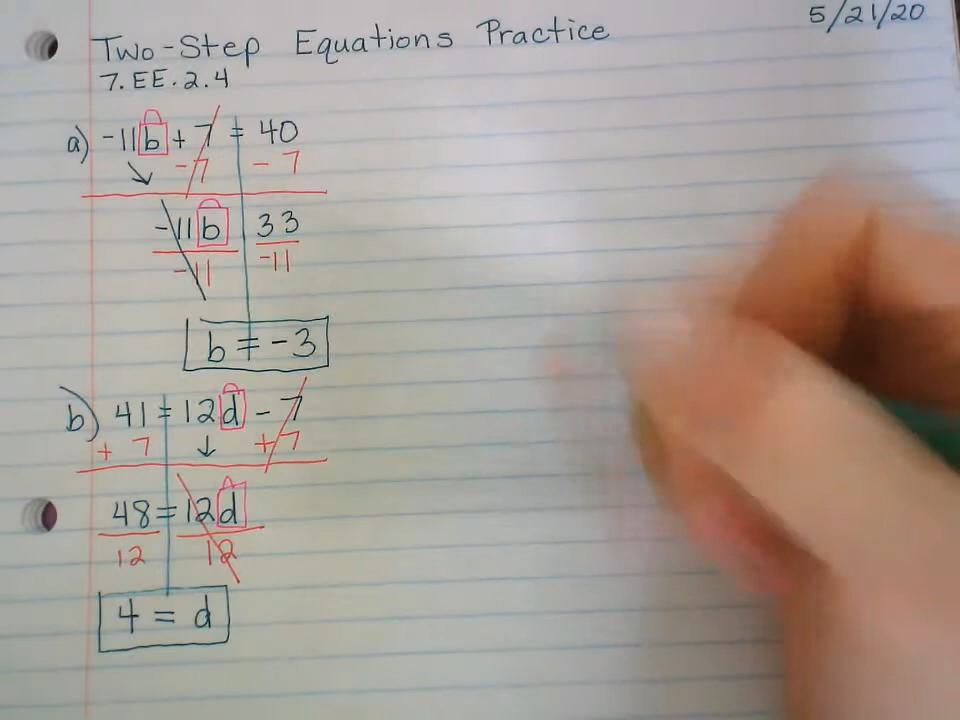 5/21/20
Two-Step Equations Practice
7.EE.2.4
a) -11b + 7 = 40
-7 - 7
-11b 33
-11 -11
b = -3
b) 41 = 12d - 7
+ 7 + 7
48 = 12d
12 12
4 = d